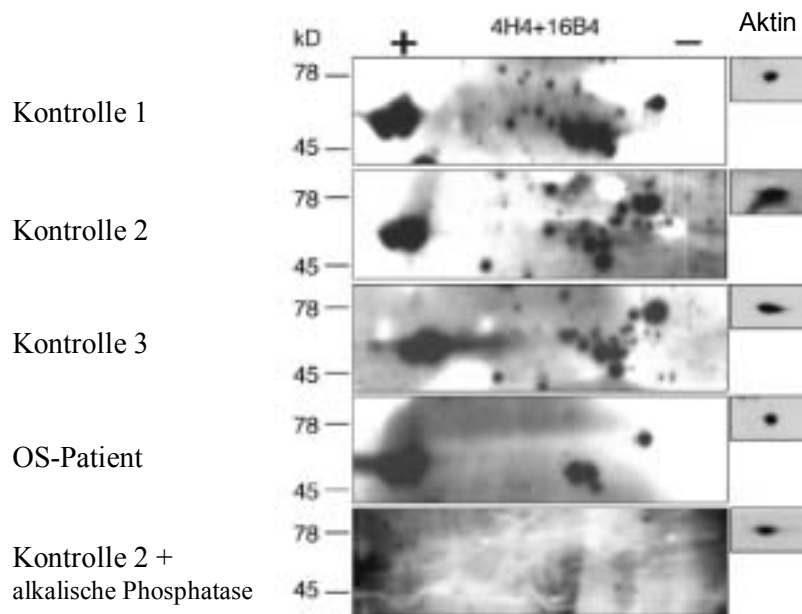 kD + 4H4+16B4 − Aktin
Kontrolle 1
78
45
Kontrolle 2
78
45
Kontrolle 3
78
45
OS-Patient
78
45
Kontrolle 2 +
alkalische Phosphatase
78
45